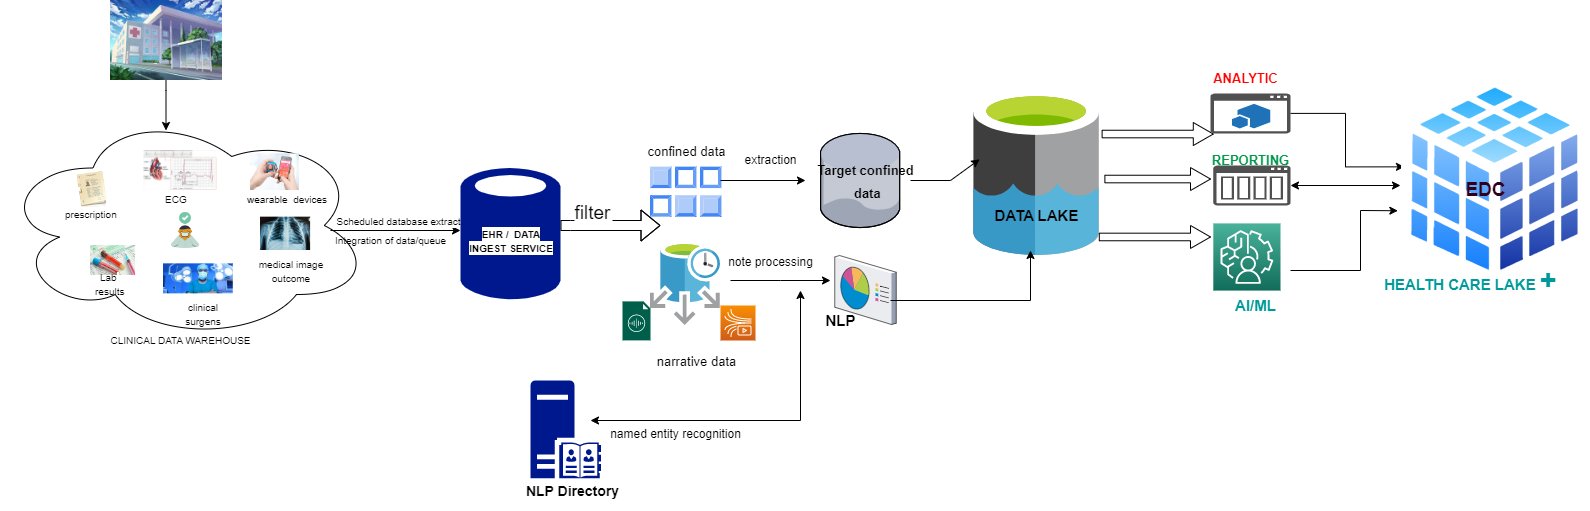 ANALYTIC
confined data
extraction
Target confined
data
REPORTING
EDC
ECG
wearable devices
prescription
filter
Scheduled database extract
Integration of data/queue
EHR / DATA
INGEST SERVICE
DATA LAKE
medical image
outcome
Lab
results
note processing
HEALTH CARE LAKE +
clinical
surgens
NLP
AI/ML
CLINICAL DATA WAREHOUSE
narrative data
named entity recognition
NLP Directory